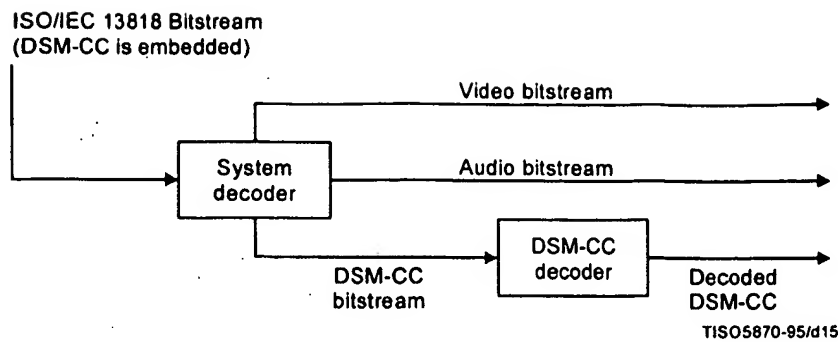 ISO/IEC 13818 Bitstream
(DSM-CC is embedded)
Video bitstream
System
decoder
Audio bitstream
DSM-CC
bitstream
DSM-CC
decoder
Decoded
DSM-CC
TISO5870-95/d15